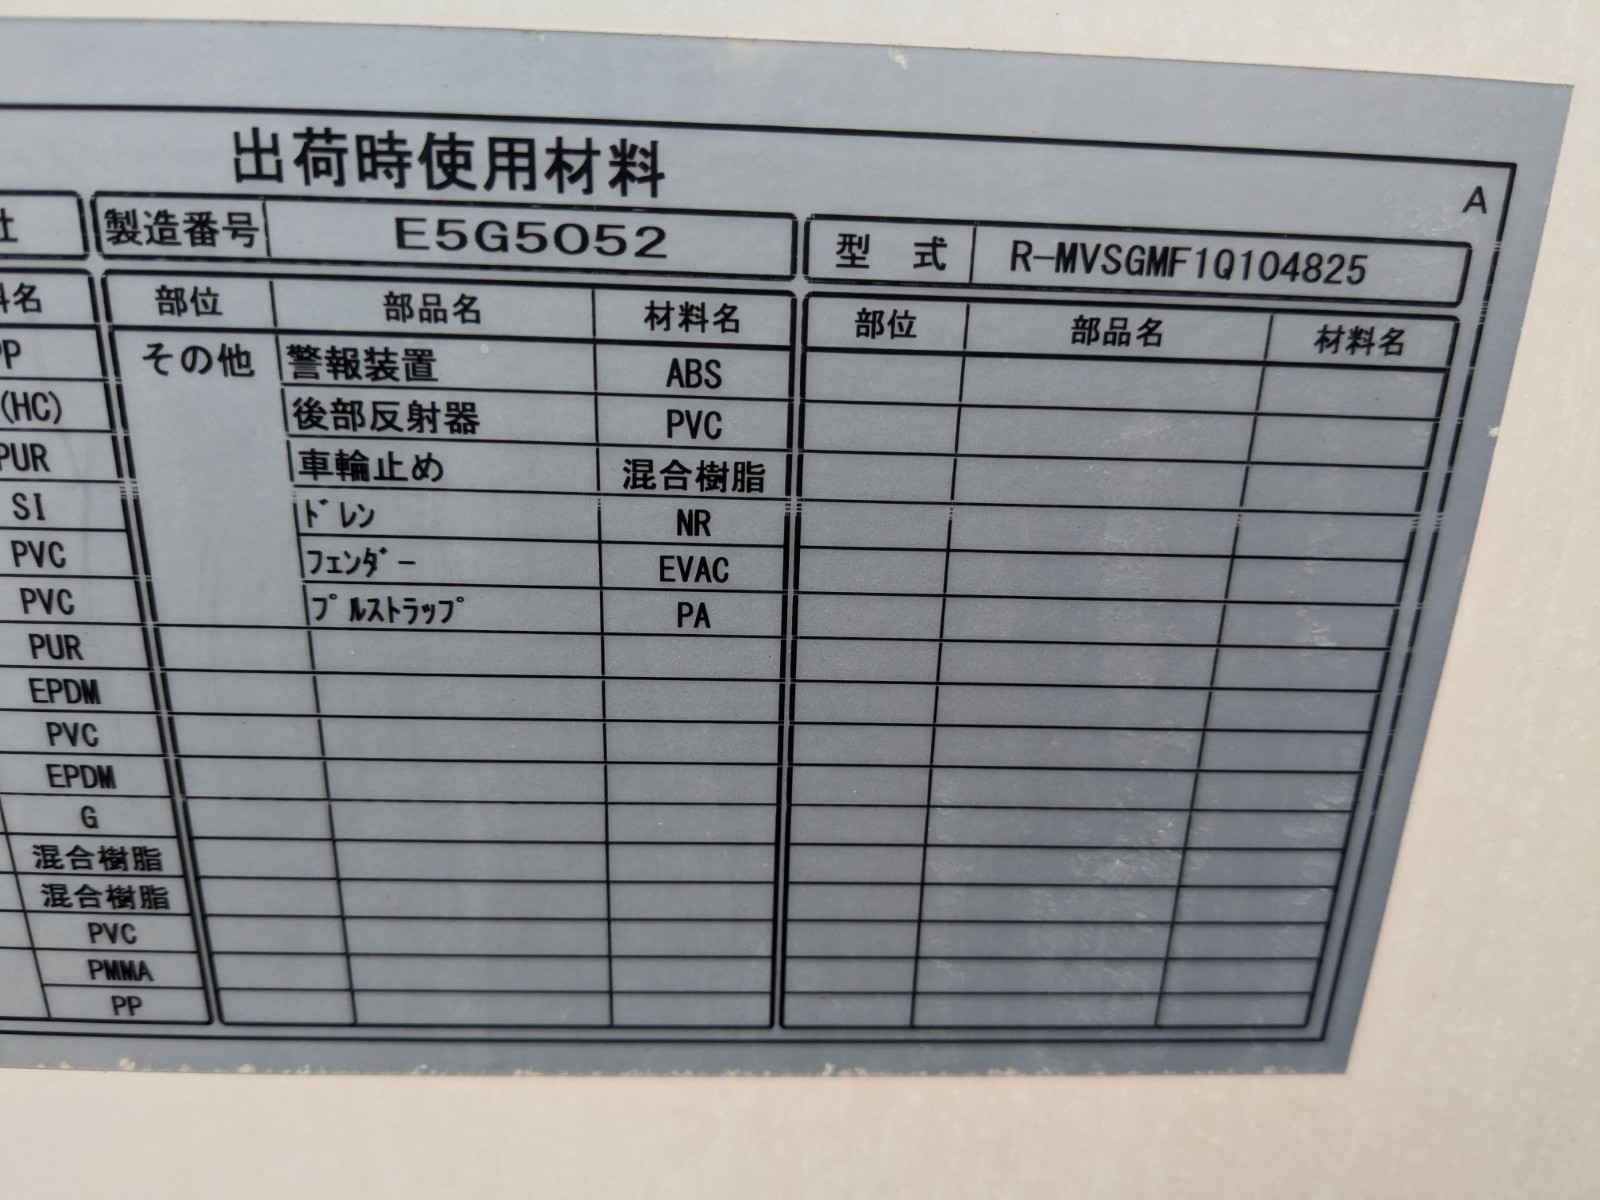 出荷時使用材料
A
製造番号 E5G5052 型 式 R-MVSGMF1Q104825
部位 部品名 材料名 部位 部品名 材料名
PP その他 警報装置 ABS
(HC) 後部反射器 PVC
PUR 車輪止め 混合樹脂
SI ﾄﾞﾚﾝ NR
PVC ﾌｪﾝﾀﾞｰ EVAC
PVC ﾌﾟﾙｽﾄﾗｯﾌﾟ PA
PUR
EPDM
PVC
EPDM
G
混合樹脂
混合樹脂
PVC
PMMA
PP